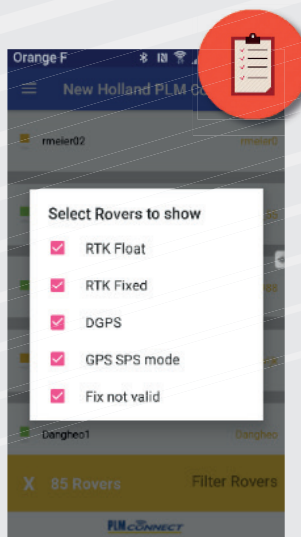 Orange F
New Holland PLM Co
rmeier02
rmeier0
Select Rovers to show
RTK Float
RTK Fixed
DGPS
GPS SPS mode
Fix not valid
Dangheo1
Dangheo
X 85 Rovers
Filter Rovers
PLM CONNECT